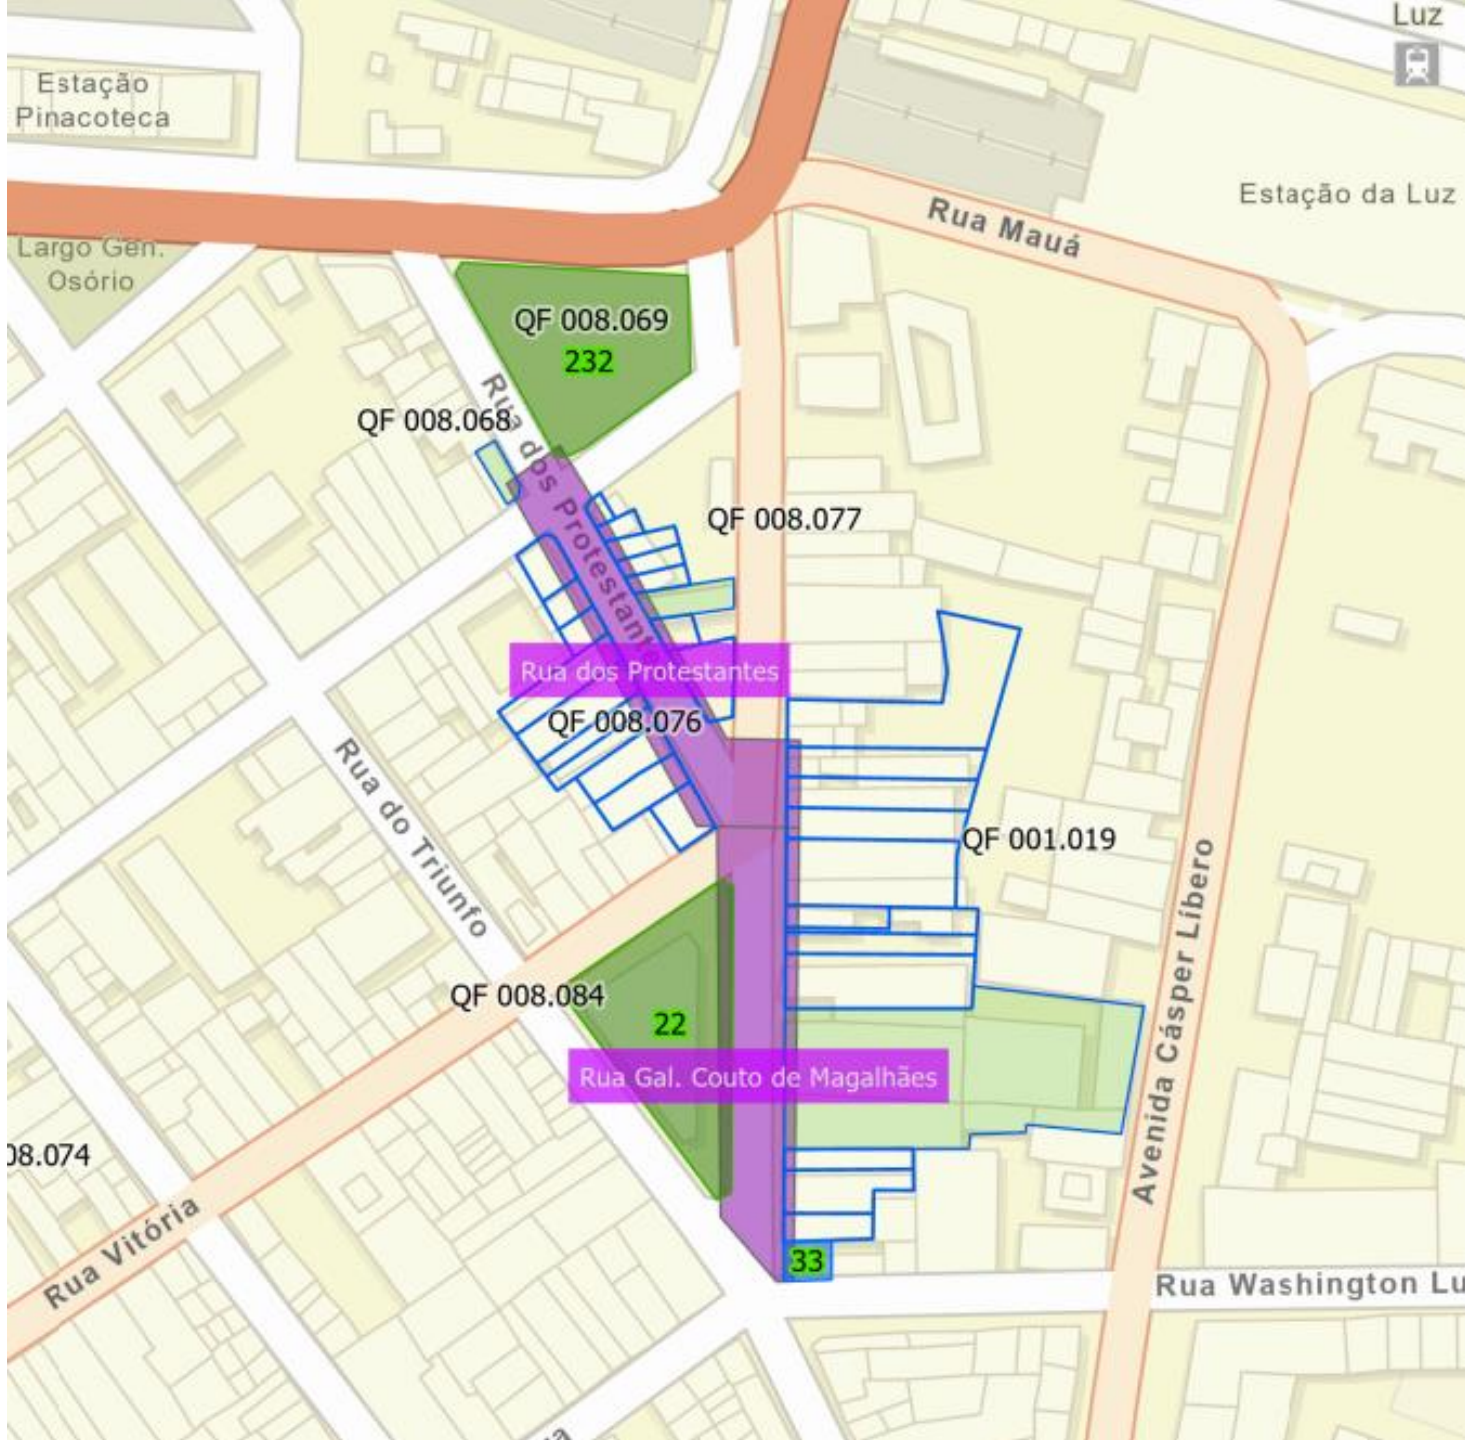 Luz
Estação
Pinacoteca
Estação da Luz
Rua Mauá
Largo Gen.
Osório
QF 008.069
232
QF 008.068
Rua dos Protestante
QF 008.077
Rua dos Protestantes
QF 008.076
Rua do Triunfo
QF 001.019
Avenida Cásper Líbero
QF 008.084
22
Rua Gal. Couto de Magalhães
08.074
Rua Vitória
33
Rua Washington Lu